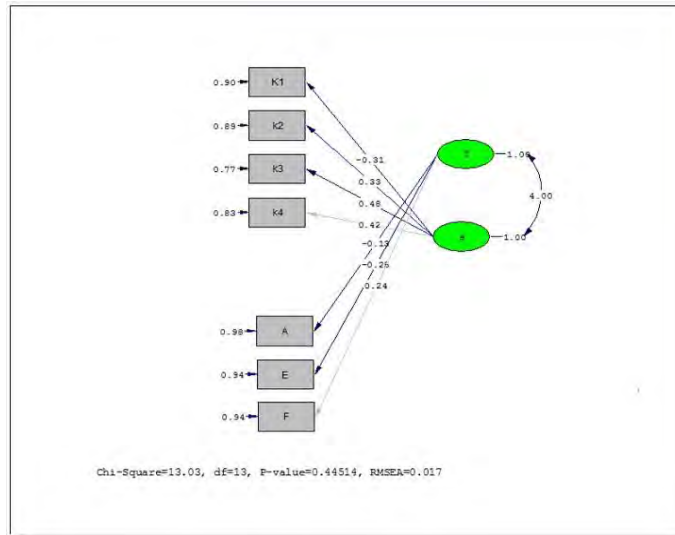 0.90 K1
0.89 k2
0.77 k3
0.83 k4
-0.31
0.33
0.48
0.42
-0.13
-0.26
0.24
1.00
4.00
1.00
0.98 A
0.94 E
0.94 F
Chi-Square=13.03, df=13, P-value=0.44514, RMSEA=0.017